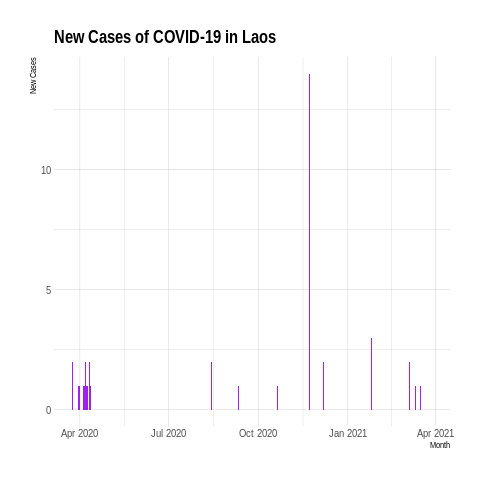 New Cases of COVID-19 in Laos
New Cases
10
5
0
Apr 2020
Jul 2020
Oct 2020
Jan 2021
Apr 2021
Month